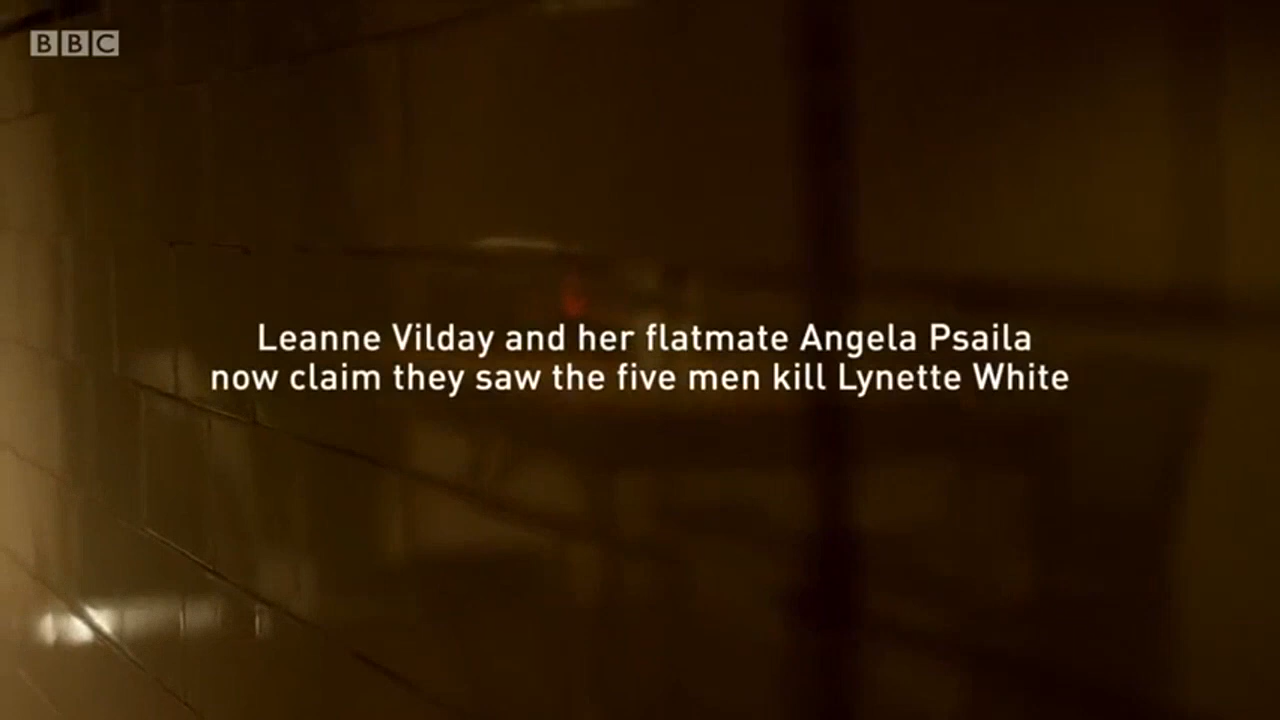 BBC
Leanne Vilday and her flatmate Angela Psaila
now claim they saw the five men kill Lynette White